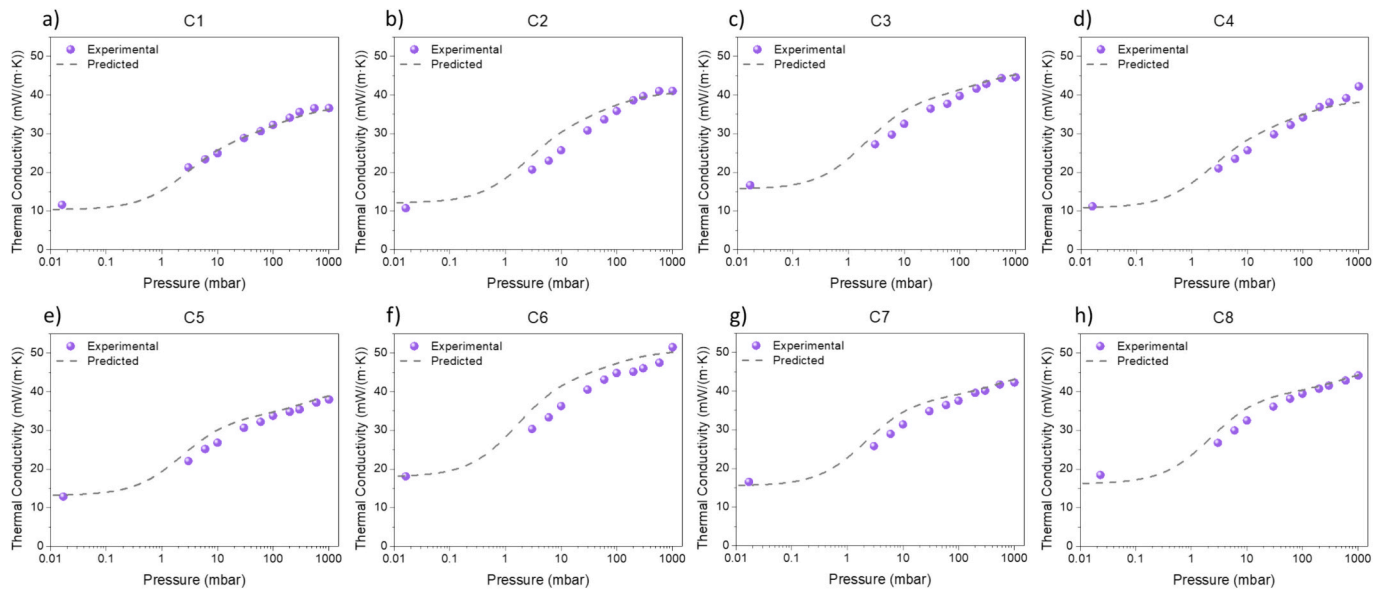 a) C1
Experimental
Predicted
Thermal Conductivity (mW/(m·K))
50
40
30
20
10
0
0.01 0.1 1 10 100 1000
Pressure (mbar)
b) C2
Experimental
Predicted
Thermal Conductivity (mW/(m·K))
50
40
30
20
10
0
0.01 0.1 1 10 100 1000
Pressure (mbar)
c) C3
Experimental
Predicted
Thermal Conductivity (mW/(m·K))
50
40
30
20
10
0
0.01 0.1 1 10 100 1000
Pressure (mbar)
d) C4
Experimental
Predicted
Thermal Conductivity (mW/(m·K))
50
40
30
20
10
0
0.01 0.1 1 10 100 1000
Pressure (mbar)
e) C5
Experimental
Predicted
Thermal Conductivity (mW/(m·K))
50
40
30
20
10
0
0.01 0.1 1 10 100 1000
Pressure (mbar)
f) C6
Experimental
Predicted
Thermal Conductivity (mW/(m·K))
50
40
30
20
10
0
0.01 0.1 1 10 100 1000
Pressure (mbar)
g) C7
Experimental
Predicted
Thermal Conductivity (mW/(m·K))
50
40
30
20
10
0
0.01 0.1 1 10 100 1000
Pressure (mbar)
h) C8
Experimental
Predicted
Thermal Conductivity (mW/(m·K))
50
40
30
20
10
0
0.01 0.1 1 10 100 1000
Pressure (mbar)